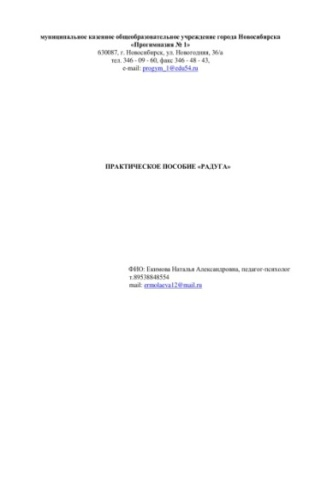 муниципальное казенное общеобразовательное учреждение города Новосибирска
«Прогимназия № 1»
630087, г. Новосибирск, ул. Новогодняя, 36/а
тел. 346 - 09 - 60, факс 346 - 48 - 43,
e-mail: progym_1@edu54.ru
ПРАКТИЧЕСКОЕ ПОСОБИЕ «РАДУГА»
ФИО: Екимова Наталья Александровна, педагог-психолог
т.89538848554
mail: ermolaeva12@mail.ru